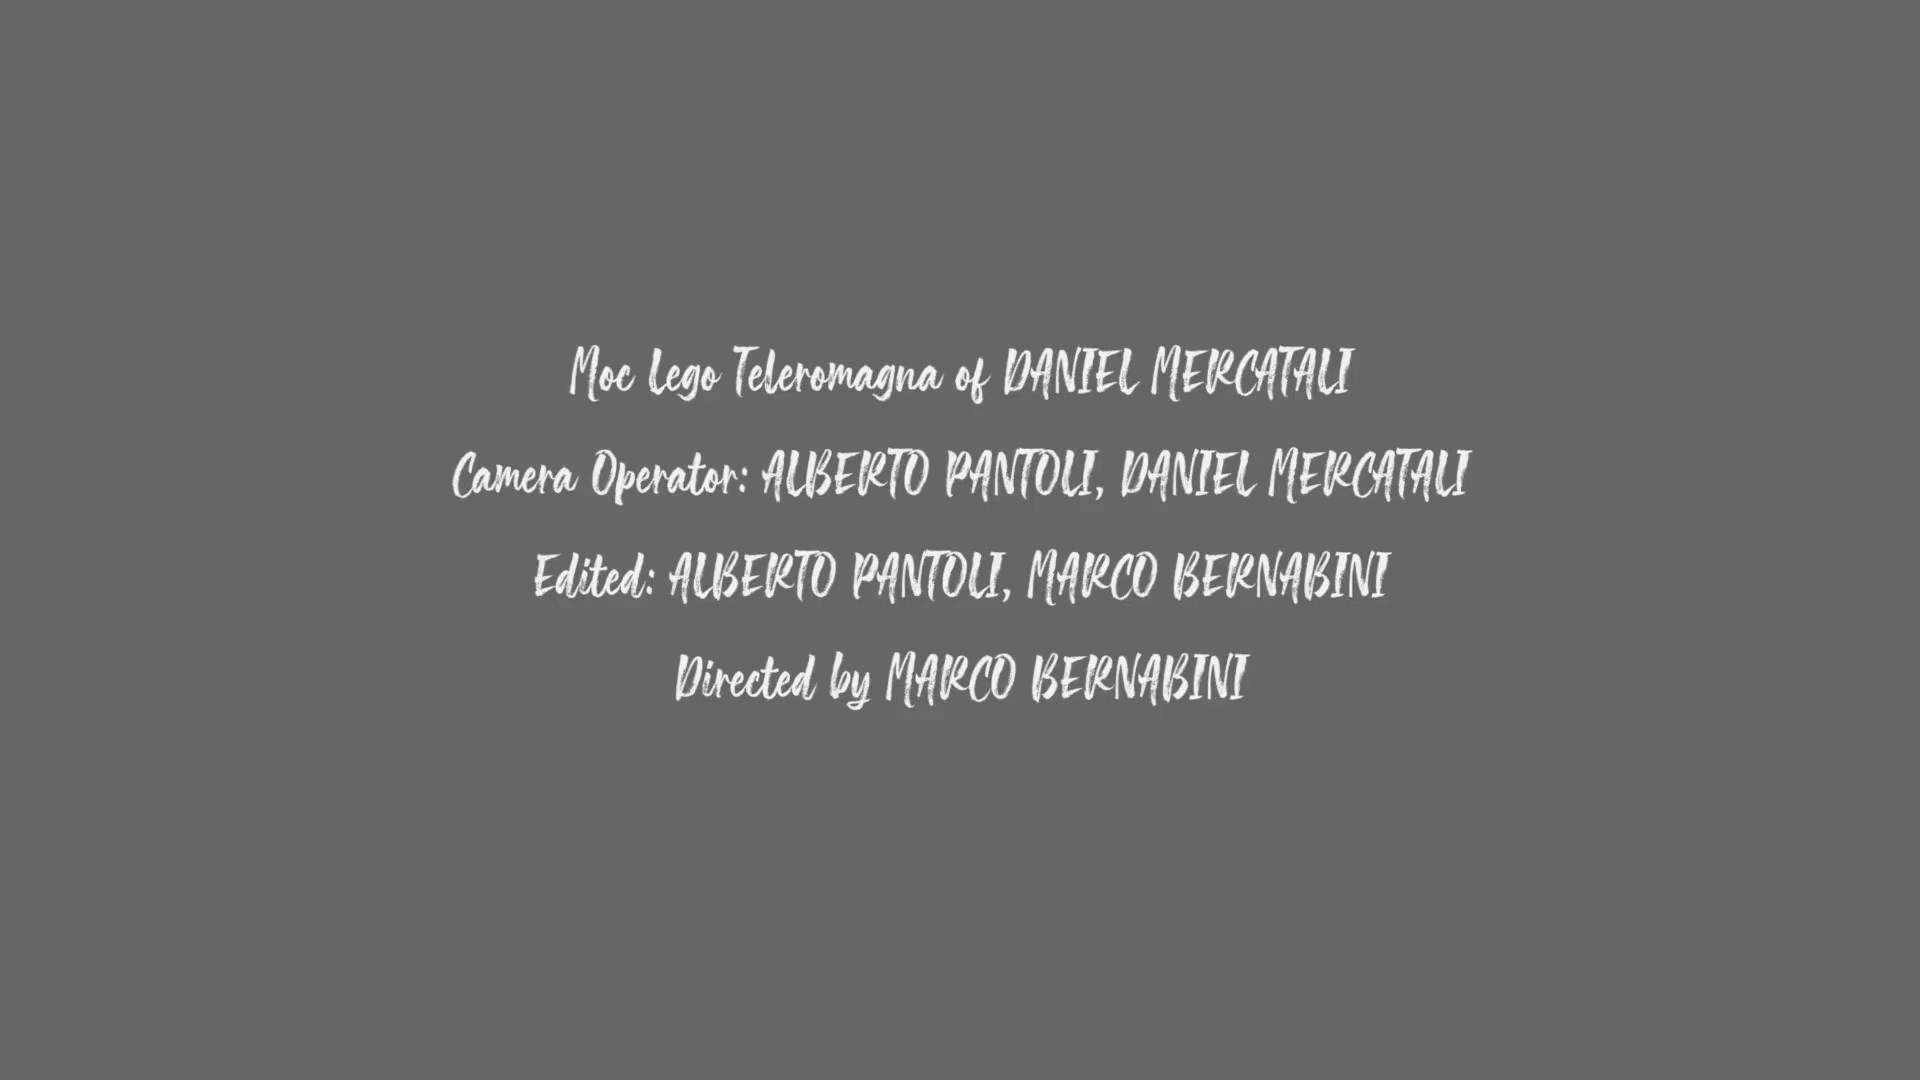 Moc Lego Teleromagna of DANIEL MERCATALI
Camera Operator: ALBERTO PANTOLI, DANIEL MERCATALI
Edited: ALBERTO PANTOLI, MARCO BERNABINI
Directed by MARCO BERNABINI